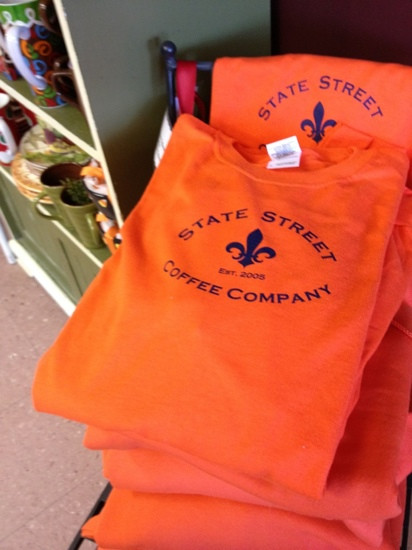 STATE STREET
STATE STREET
EST. 2005
COFFEE COMPANY